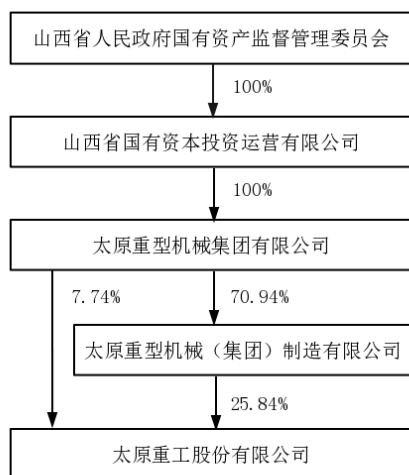 山西省人民政府国有资产监督管理委员会
100%
山西省国有资本投资运营有限公司
100%
太原重型机械集团有限公司
7.74%
70.94%
太原重型机械（集团）制造有限公司
25.84%
太原重工股份有限公司